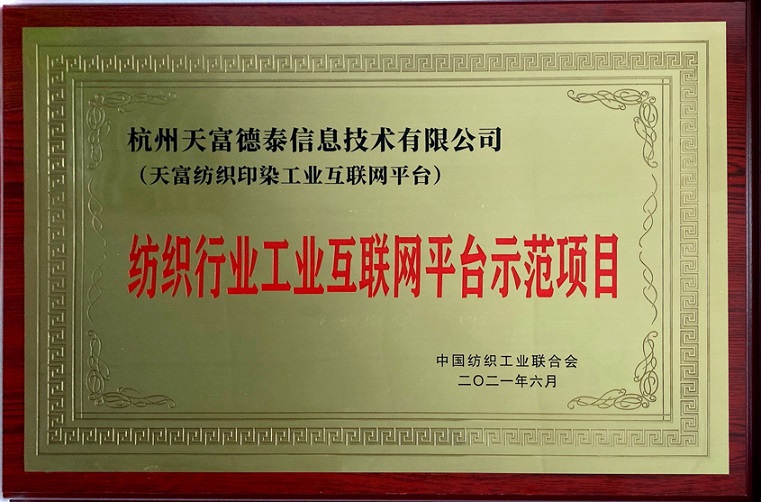 杭州天富德泰信息技术有限公司
（天富纺织印染工业互联网平台）
纺织行业工业互联网平台示范项目
中国纺织工业联合会
二〇二一年六月